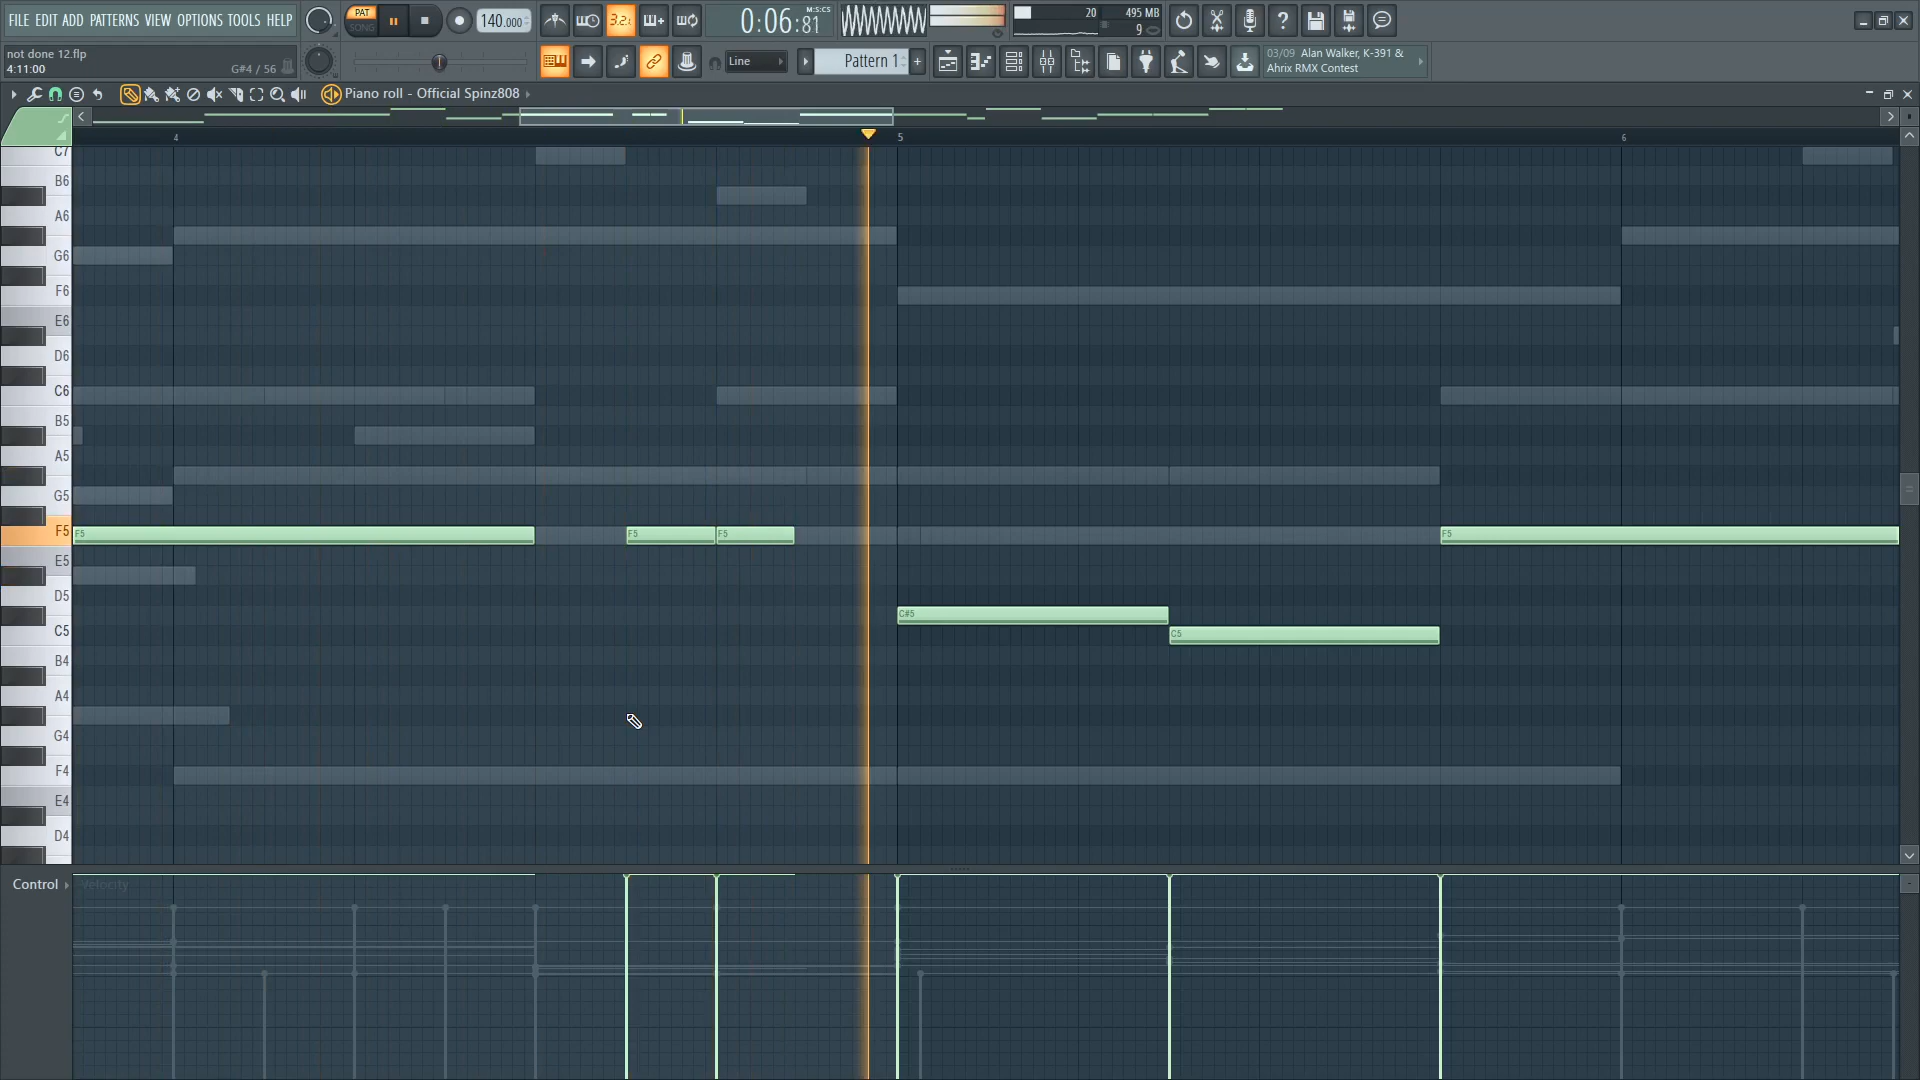 FILE EDIT ADD PATTERNS VIEW OPTIONS TOOLS HELP
PAT
SONG
140.000
3.2.
0:06:81
M:S:CS
20
495 MB
9
not done 12.flp
4:11:00
G#4 / 56
Line
Pattern 1
03/09 Alan Walker, K-391 &
Ahrix RMX Contest
Piano roll - Official Spinz808
4
5
6
C7
B6
A6
G6
F6
E6
D6
C6
B5
A5
G5
F5
F5
F5
F5
F5
E5
D5
C#5
C5
C5
B4
A4
G4
F4
E4
D4
Control
Velocity